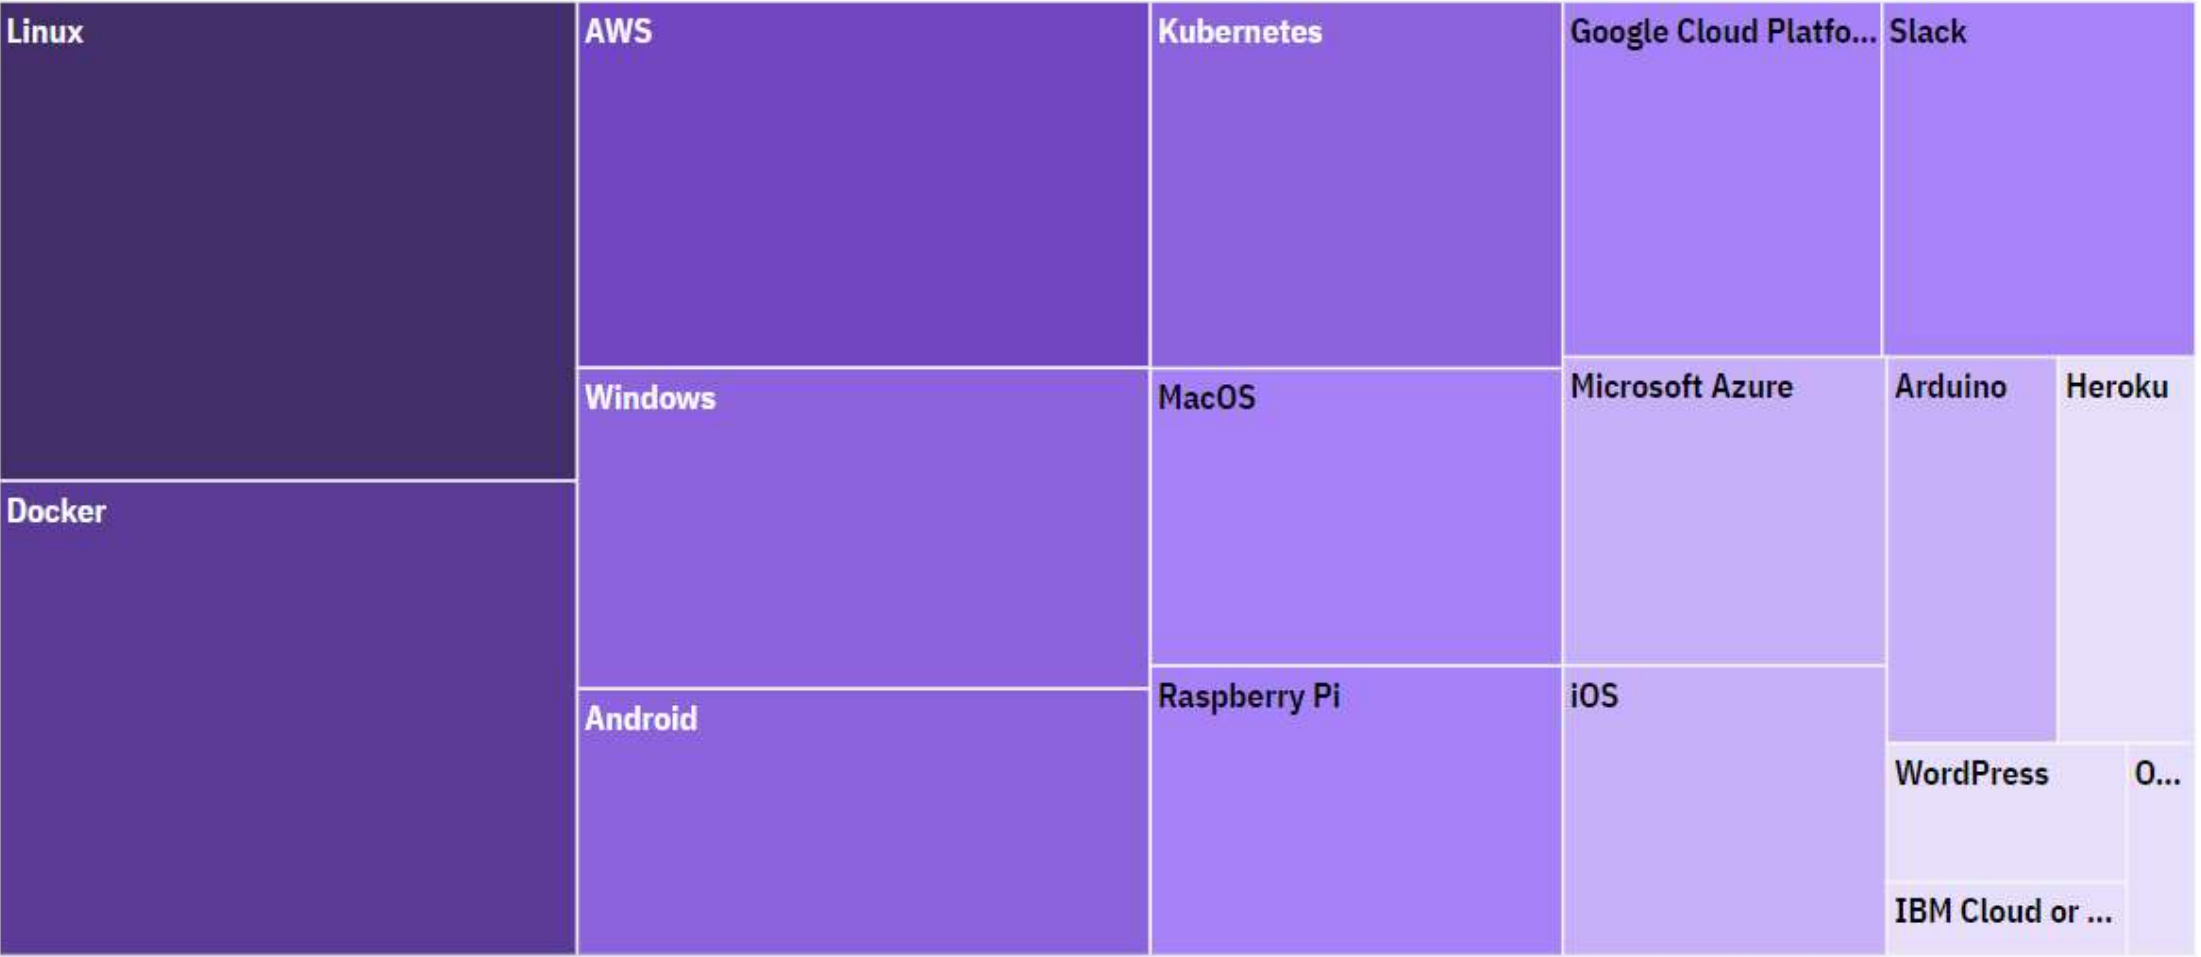 Linux
AWS
Kubernetes
Google Cloud Platfo...
Slack
Windows
MacOS
Microsoft Azure
Arduino
Heroku
Docker
Android
Raspberry Pi
iOS
WordPress
O...
IBM Cloud or ...